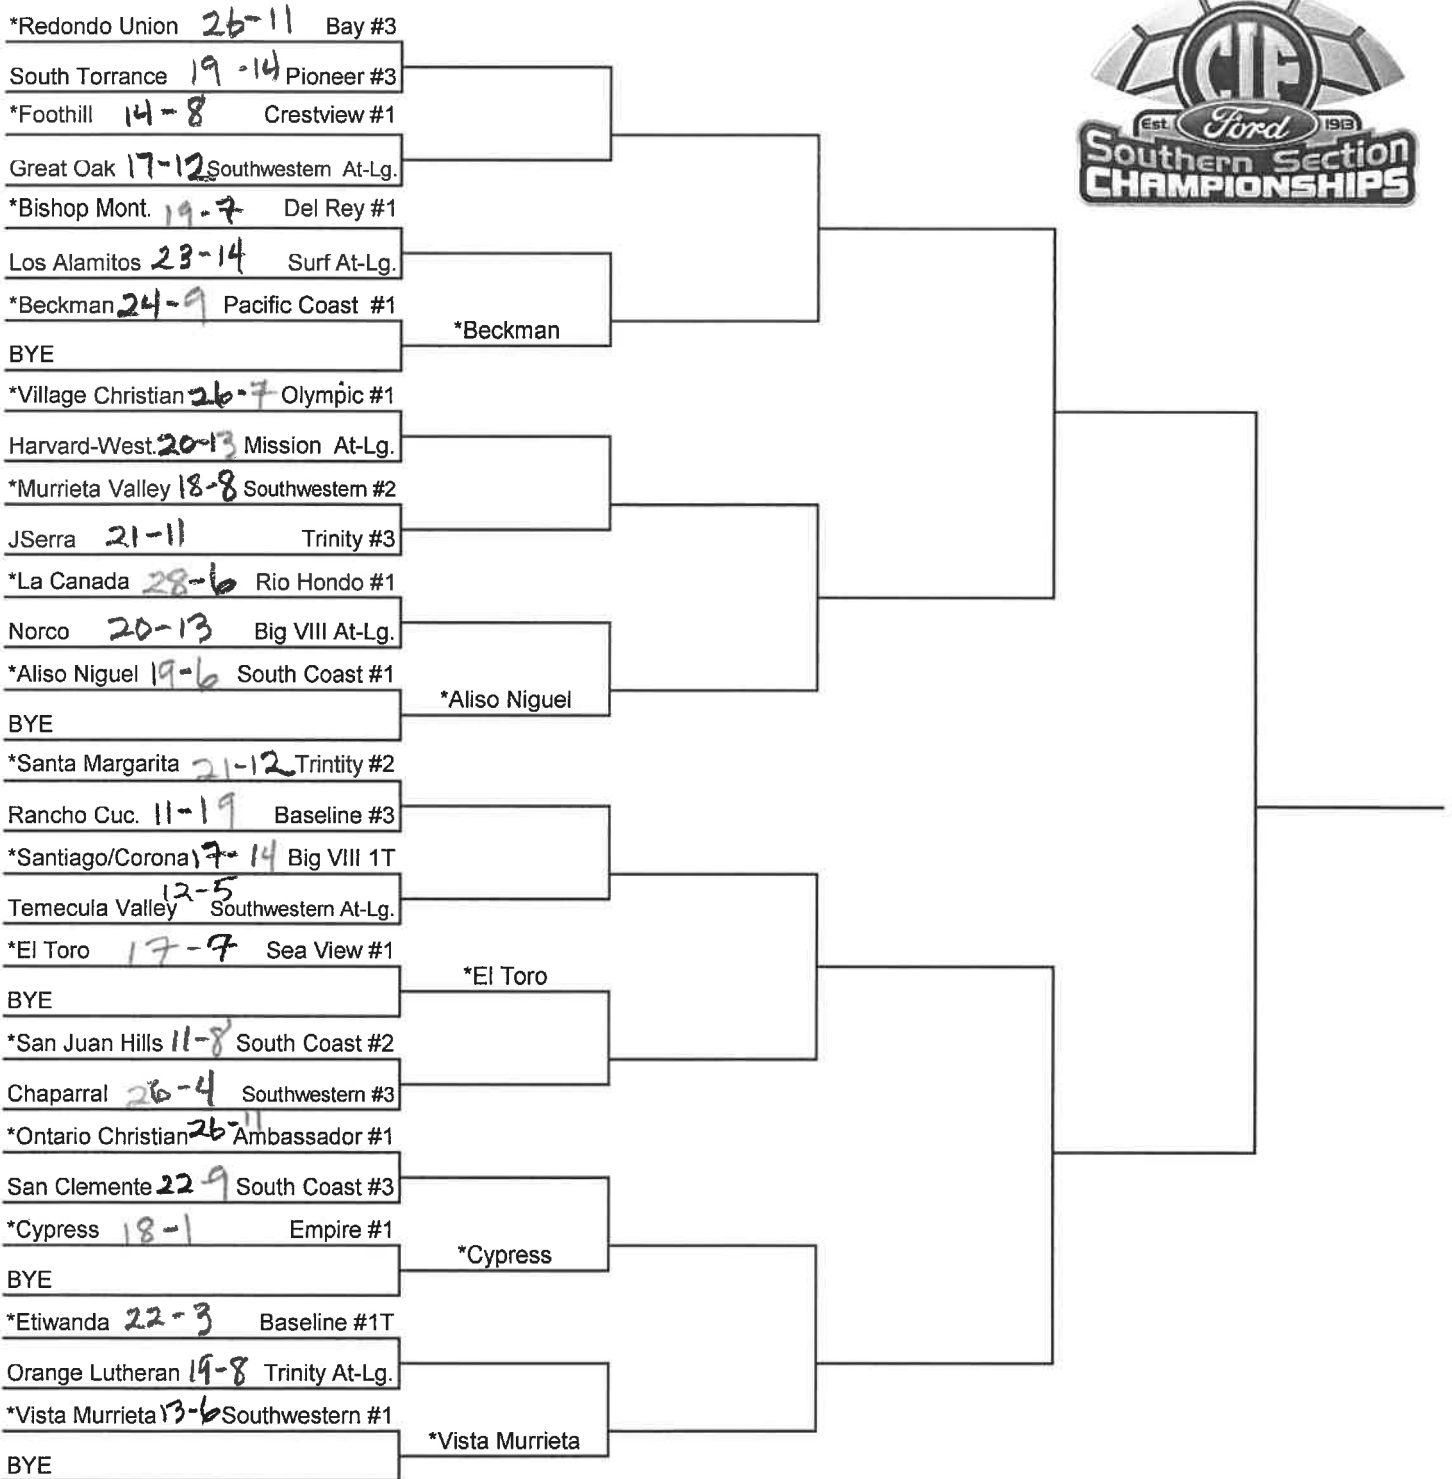 *Redondo Union 26-11 Bay #3
South Torrance 19-14 Pioneer #3
*Foothill 14-8 Crestview #1
Great Oak 17-12 Southwestern At-Lg.
*Bishop Mont. 19-7 Del Rey #1
Los Alamitos 23-14 Surf At-Lg.
*Beckman 24-9 Pacific Coast #1
*Beckman
BYE
*Village Christian 26-7 Olympic #1
Harvard-West. 20-13 Mission At-Lg.
*Murrieta Valley 18-8 Southwestern #2
JSerra 21-11 Trinity #3
*La Canada 28-6 Rio Hondo #1
Norco 20-13 Big VIII At-Lg.
*Aliso Niguel 19-6 South Coast #1
*Aliso Niguel
BYE
*Santa Margarita 21-12 Trintity #2
Rancho Cuc. 11-19 Baseline #3
*Santiago/Corona 17-14 Big VIII 1T
Temecula Valley 12-5 Southwestern At-Lg.
*El Toro 17-7 Sea View #1
*El Toro
BYE
*San Juan Hills 11-8 South Coast #2
Chaparral 26-4 Southwestern #3
*Ontario Christian 26-11 Ambassador #1
San Clemente 22-9 South Coast #3
*Cypress 18-1 Empire #1
*Cypress
BYE
*Etiwanda 22-3 Baseline #1T
Orange Lutheran 19-8 Trinity At-Lg.
*Vista Murrieta 13-6 Southwestern #1
*Vista Murrieta
BYE
CIF
Est. Ford 1913
Southern Section
CHAMPIONSHIPS